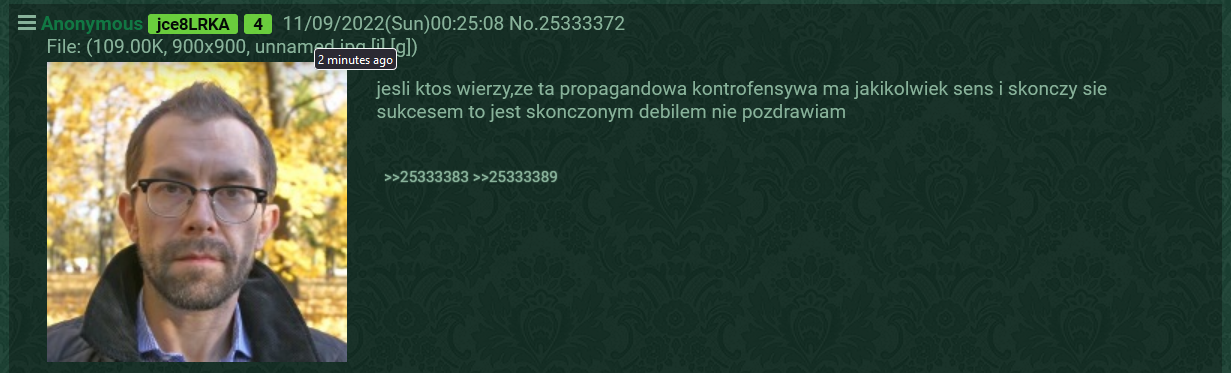 Anonymous jce8LRKA 4 11/09/2022(Sun)00:25:08 No.25333372
File: (109.00K, 900x900, unnamed.jpg [i] [g])
2 minutes ago
jesli ktos wierzy,ze ta propagandowa kontrofensywa ma jakikolwiek sens i skonczy sie
sukcesem to jest skonczonym debilem nie pozdrawiam
>>25333383 >>25333389